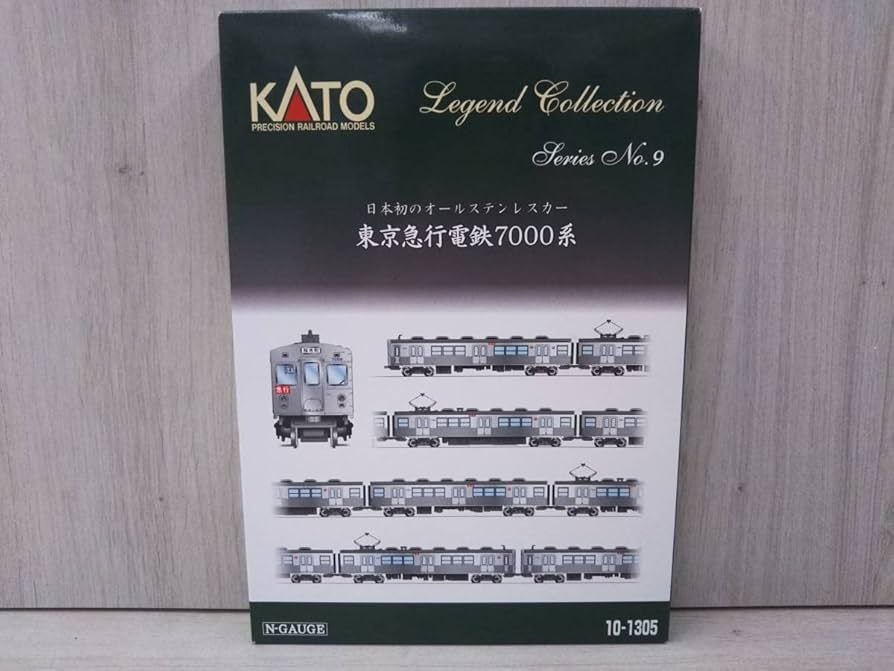 KATO
PRECISION RAILROAD MODELS
Legend Collection
Series No.9
日本初のオールステンレスカー
東京急行電鉄7000系
急行
N-GAUGE
10-1305